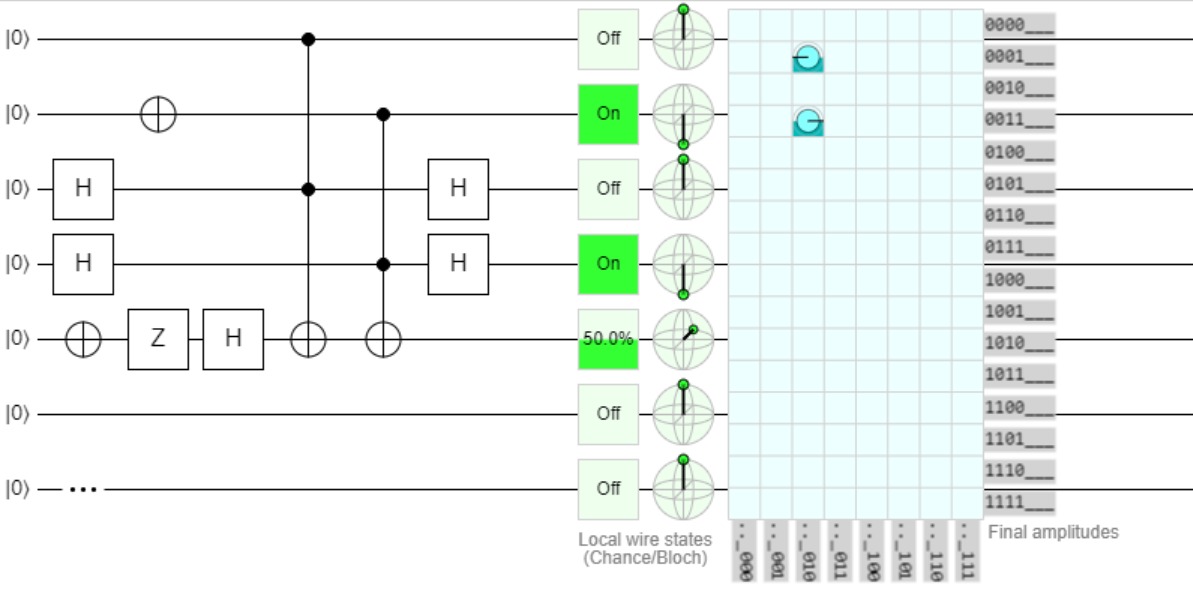 |0⟩ Off 0000___
0001___
0010___
|0⟩ On 0011___
0100___
|0⟩ H H Off 0101___
0110___
0111___
|0⟩ H H On 1000___
1001___
|0⟩ Z H 50.0% 1010___
1011___
|0⟩ Off 1100___
1101___
1110___
|0⟩ ... Off 1111___
Local wire states
(Chance/Bloch)
.._000 .._001 .._010 .._011 .._100 .._101 .._110 .._111
Final amplitudes